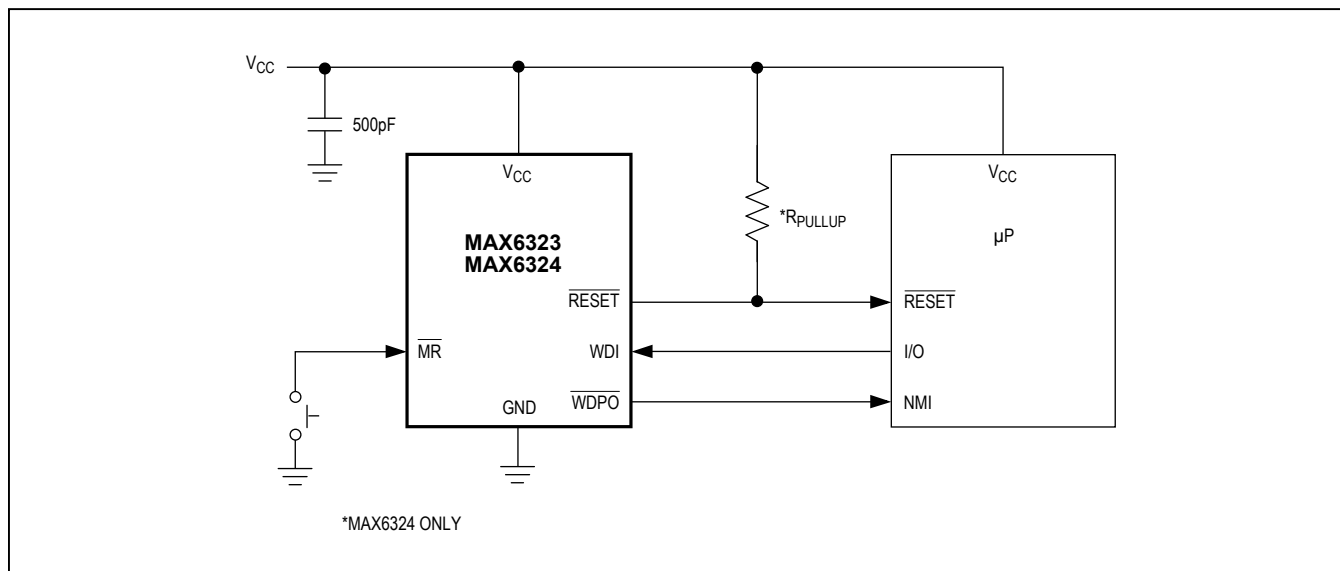 VCC
500pF
VCC
MAX6323
MAX6324
RESET
MR
WDI
WDPO
GND
*RPULLUP
VCC
µP
RESET
I/O
NMI
*MAX6324 ONLY